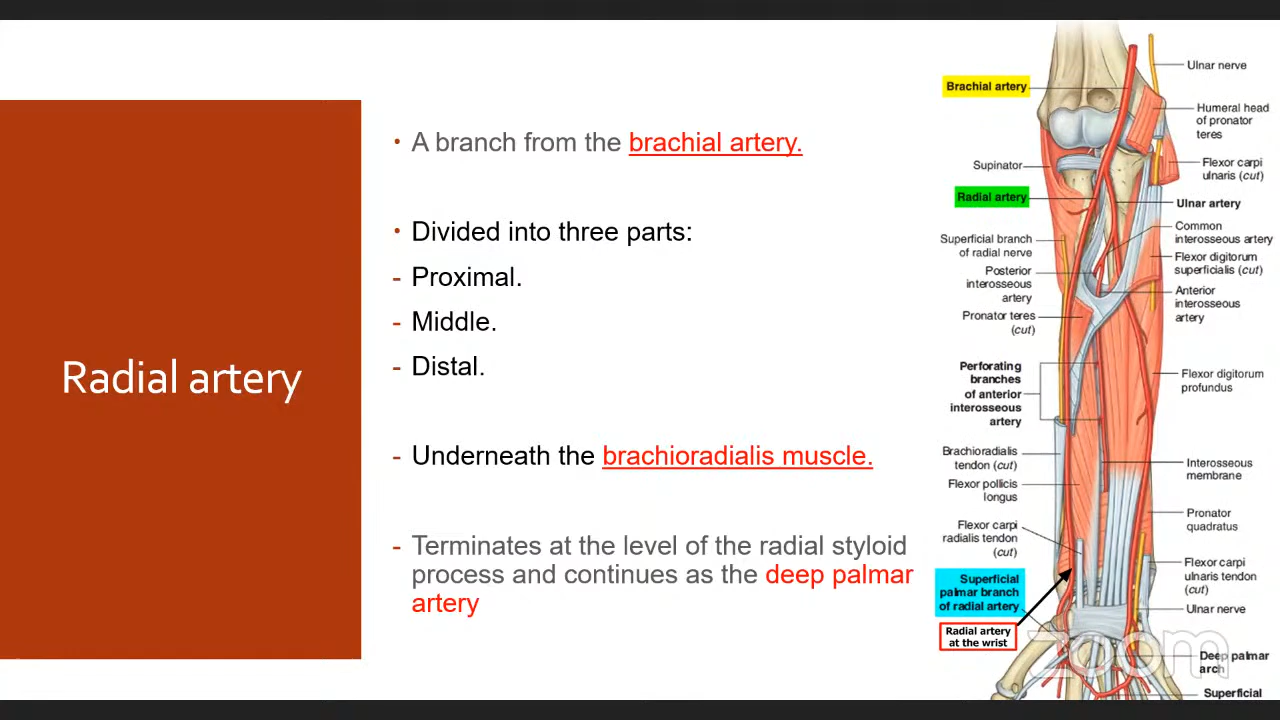 Radial artery
• A branch from the brachial artery.
• Divided into three parts:
- Proximal.
- Middle.
- Distal.
- Underneath the brachioradialis muscle.
- Terminates at the level of the radial styloid
process and continues as the deep palmar
artery
Brachial artery
Supinator
Radial artery
Superficial branch
of radial nerve
Posterior
interosseous
artery
Pronator teres
(cut)
Perforating
branches
of anterior
interosseous
artery
Brachioradialis
tendon (cut)
Flexor pollicis
longus
Flexor carpi
radialis tendon
(cut)
Superficial
palmar branch
of radial artery
Radial artery
at the wrist
Ulnar nerve
Humeral head
of pronator
teres
Flexor carpi
ulnaris (cut)
Ulnar artery
Common
interosseous artery
Flexor digitorum
superficialis (cut)
Anterior
interosseous
artery
Flexor digitorum
profundus
Interosseous
membrane
Pronator
quadratus
Flexor carpi
ulnaris tendon
(cut)
Ulnar nerve
Deep palmar
arch
Superficial
zoom